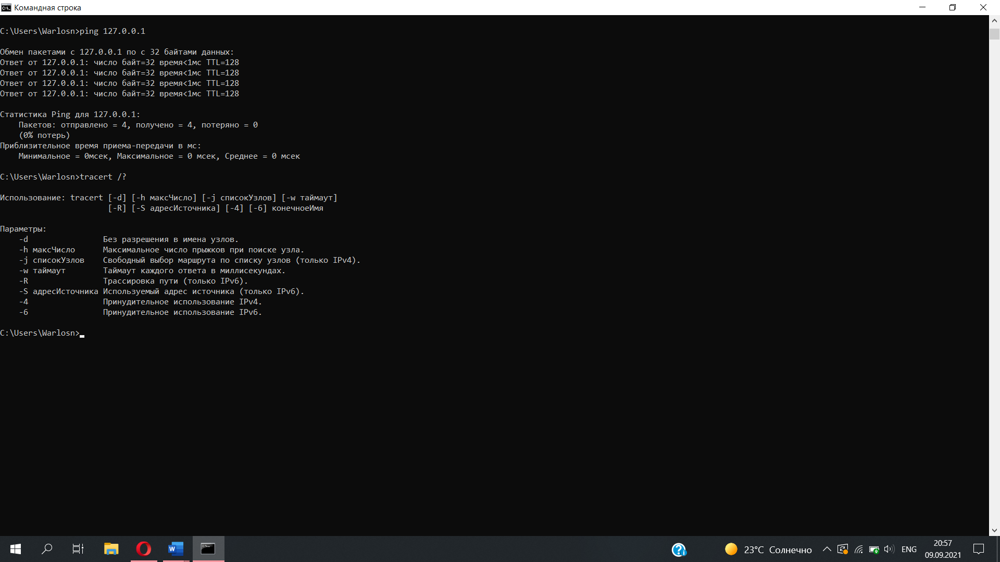 Командная строка
C:\Users\Warlosn>ping 127.0.0.1
Обмен пакетами с 127.0.0.1 по с 32 байтами данных:
Ответ от 127.0.0.1: число байт=32 время<1мс TTL=128
Ответ от 127.0.0.1: число байт=32 время<1мс TTL=128
Ответ от 127.0.0.1: число байт=32 время<1мс TTL=128
Ответ от 127.0.0.1: число байт=32 время<1мс TTL=128
Статистика Ping для 127.0.0.1:
    Пакетов: отправлено = 4, получено = 4, потеряно = 0
    (0% потерь)
Приблизительное время приема-передачи в мс:
    Минимальное = 0мсек, Максимальное = 0 мсек, Среднее = 0 мсек
C:\Users\Warlosn>tracert /?
Использование: tracert [-d] [-h максЧисло] [-j списокУзлов] [-w таймаут]
                       [-R] [-S адресИсточника] [-4] [-6] конечноеИмя
Параметры:
    -d                Без разрешения в имена узлов.
    -h максЧисло      Максимальное число прыжков при поиске узла.
    -j списокУзлов    Свободный выбор маршрута по списку узлов (только IPv4).
    -w таймаут        Таймаут каждого ответа в миллисекундах.
    -R                Трассировка пути (только IPv6).
    -S адресИсточника Используемый адрес источника (только IPv6).
    -4                Принудительное использование IPv4.
    -6                Принудительное использование IPv6.
C:\Users\Warlosn>
23°C Солнечно
ENG
20:57
09.09.2021